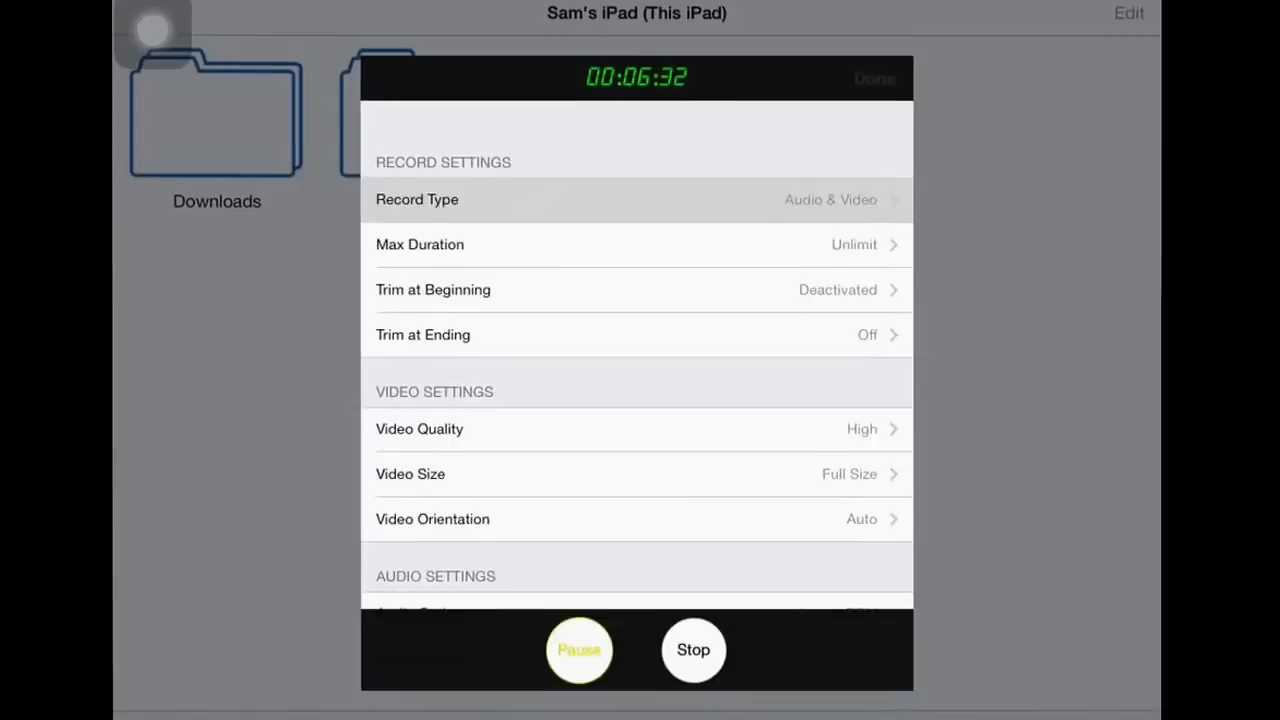 Sam's iPad (This iPad)
Edit
00:06:32
Done
RECORD SETTINGS
Record Type
Audio & Video
Max Duration
Unlimit
Trim at Beginning
Deactivated
Trim at Ending
Off
VIDEO SETTINGS
Video Quality
High
Video Size
Full Size
Video Orientation
Auto
AUDIO SETTINGS
Pause
Stop
Downloads